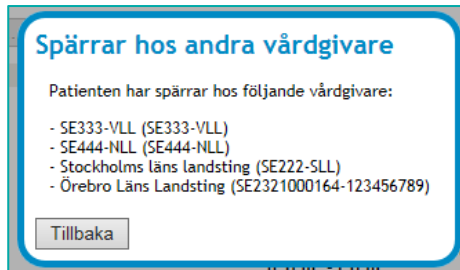 Spärrar hos andra vårdgivare
Patienten har spärrar hos följande vårdgivare:
- SE333-VLL (SE333-VLL)
- SE444-NLL (SE444-NLL)
- Stockholms läns landsting (SE222-SLL)
- Örebro Läns Landsting (SE2321000164-123456789)
Tillbaka